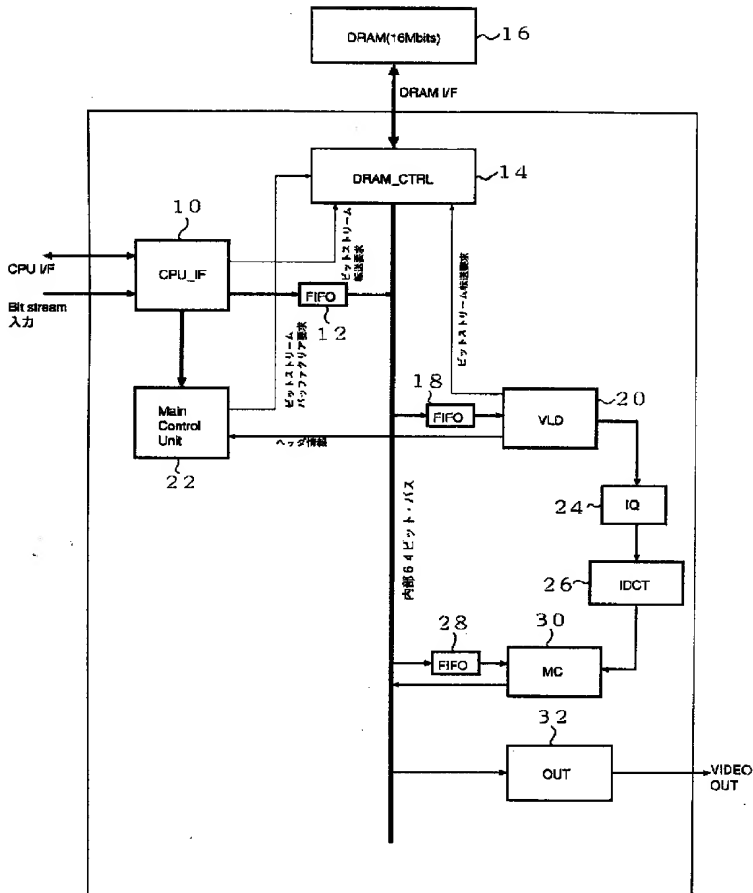 DRAM(16Mbits)
16
DRAM I/F
DRAM_CTRL
14
10
CPU_IF
CPU I/F
Bit stream
入力
ビットストリーム
転送要求
FIFO
12
ビットストリーム
バッファクリア要求
ビットストリーム転送要求
Main
Control
Unit
22
ヘッダ情報
18
FIFO
VLD
20
IQ
24
内部64ビット・バス
IDCT
26
28
FIFO
30
MC
32
OUT
VIDEO
OUT